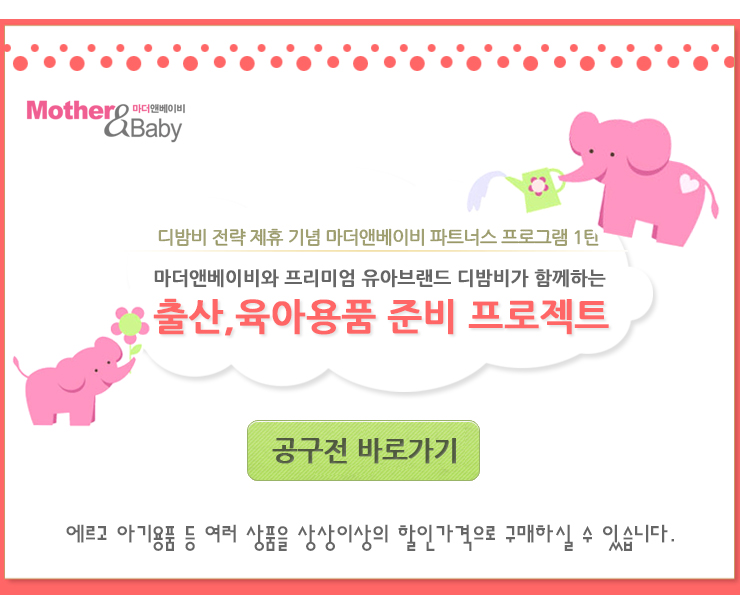 Mother 마더앤베이비
&Baby
디밤비 전략 제휴 기념 마더앤베이비 파트너스 프로그램 1탄
마더앤베이비와 프리미엄 유아브랜드 디밤비가 함께하는
출산,육아용품 준비 프로젝트
공구전 바로가기
에르고 아기용품 등 여러 상품을 상상이상의 할인가격으로 구매하실 수 있습니다.